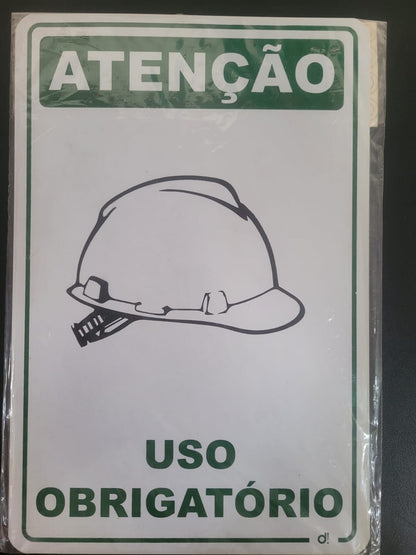 ATENÇÃO
USO
OBRIGATÓRIO
d!